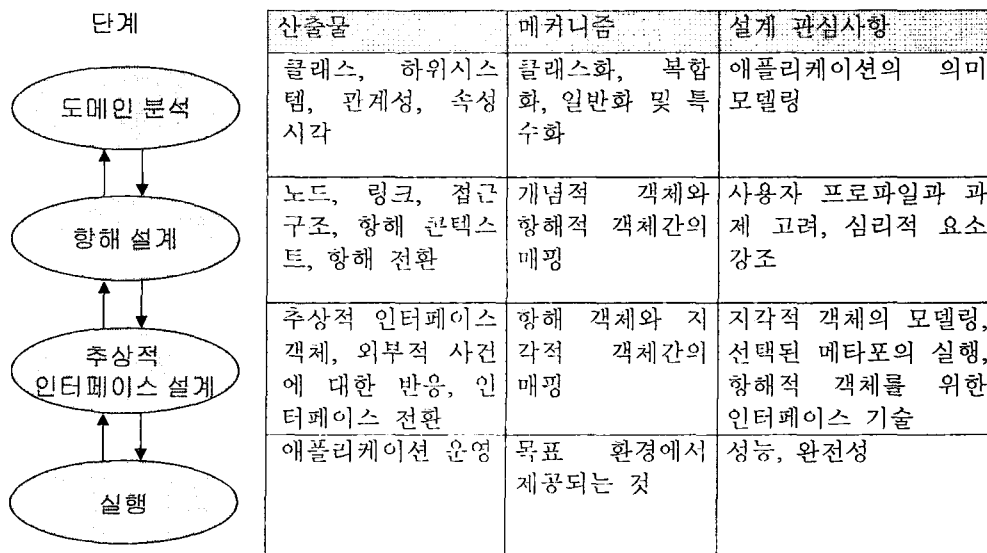 단계
산출물 메커니즘 설계 관심사항
도메인 분석
클래스, 하위시스
템, 관계성, 속성
시각
클래스화, 복합
화, 일반화 및 특
수화
애플리케이션의 의미
모델링
항해 설계
노드, 링크, 접근
구조, 항해 콘텍스
트, 항해 전환
개념적 객체와
항해적 객체간의
매핑
사용자 프로파일과 과
제 고려, 심리적 요소
강조
추상적
인터페이스 설계
추상적 인터페이스
객체, 외부적 사건
에 대한 반응, 인
터페이스 전환
항해 객체와 지
각적 객체간의
매핑
지각적 객체의 모델링,
선택된 메타포의 실행,
항해적 객체를 위한
인터페이스 기술
실행
애플리케이션 운영
목표 환경에서
제공되는 것
성능, 완전성